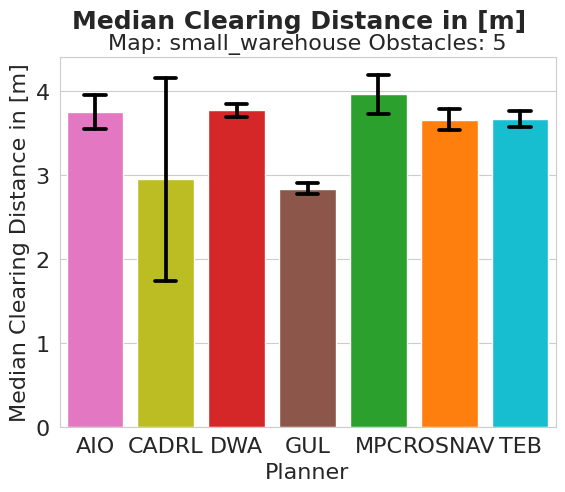 Median Clearing Distance in [m]
Map: small_warehouse Obstacles: 5
Median Clearing Distance in [m]
4
3
2
1
0
AIO CADRL DWA GUL MPC ROSNAV TEB
Planner